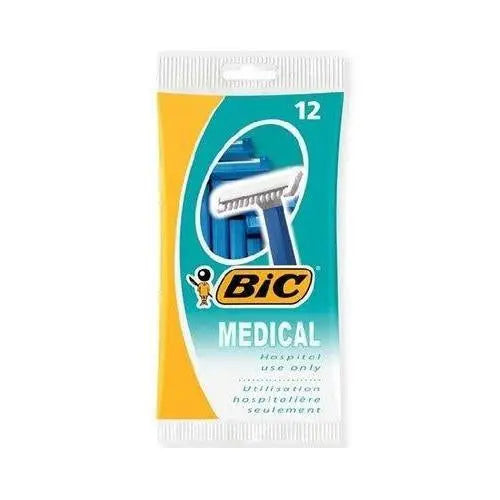 12
BiC
®
MEDICAL
Hospital
use only
Utilisation
hospitalière
seulement